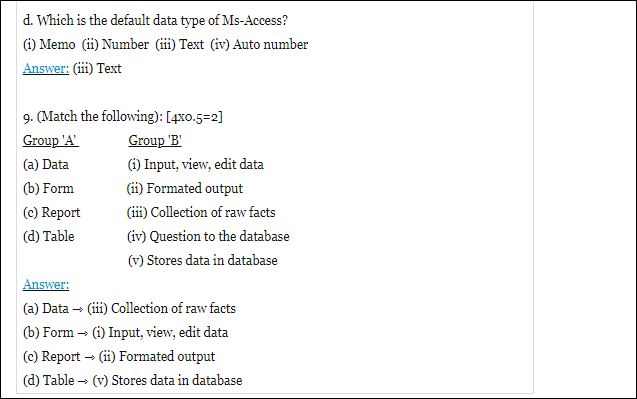 d. Which is the default data type of Ms-Access?
(i) Memo (ii) Number (iii) Text (iv) Auto number
Answer: (iii) Text
9. (Match the following): [4x0.5=2]
Group 'A' Group 'B'
(a) Data (i) Input, view, edit data
(b) Form (ii) Formated output
(c) Report (iii) Collection of raw facts
(d) Table (iv) Question to the database
(v) Stores data in database
Answer:
(a) Data → (iii) Collection of raw facts
(b) Form → (i) Input, view, edit data
(c) Report → (ii) Formated output
(d) Table → (v) Stores data in database